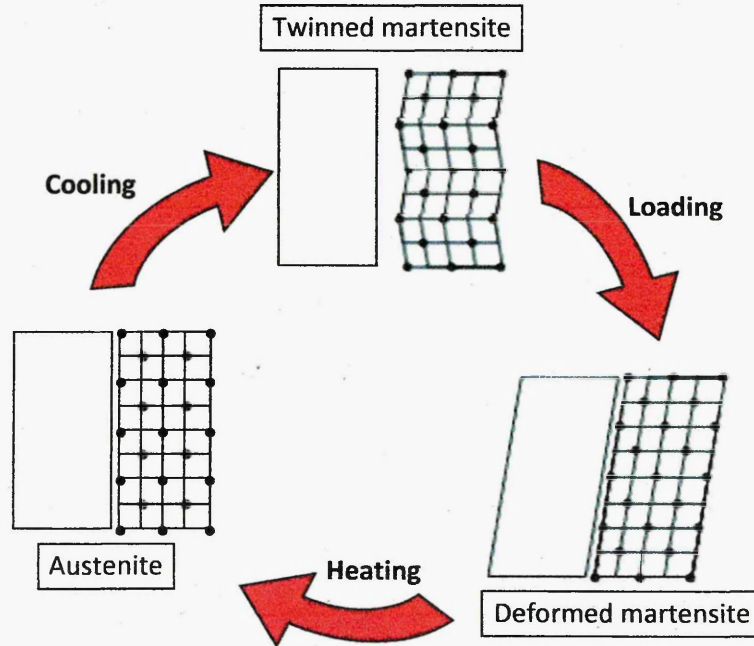 Twinned martensite
Cooling
Loading
Austenite
Heating
Deformed martensite